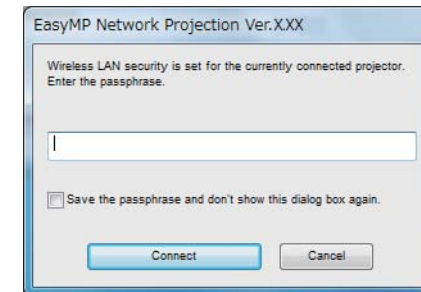 EasyMP Network Projection Ver.X.XX
Wireless LAN security is set for the currently connected projector.
Enter the passphrase.
Save the passphrase and don't show this dialog box again.
Connect
Cancel